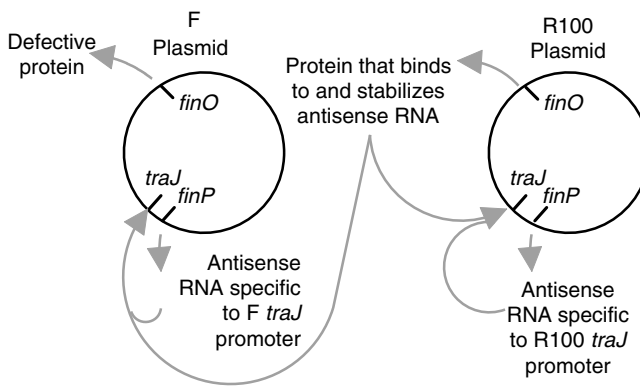 F
Plasmid
Defective
protein
finO
traJ
finP
Antisense
RNA specific
to F traJ
promoter
Protein that binds
to and stabilizes
antisense RNA
R100
Plasmid
finO
traJ
finP
Antisense
RNA specific
to R100 traJ
promoter